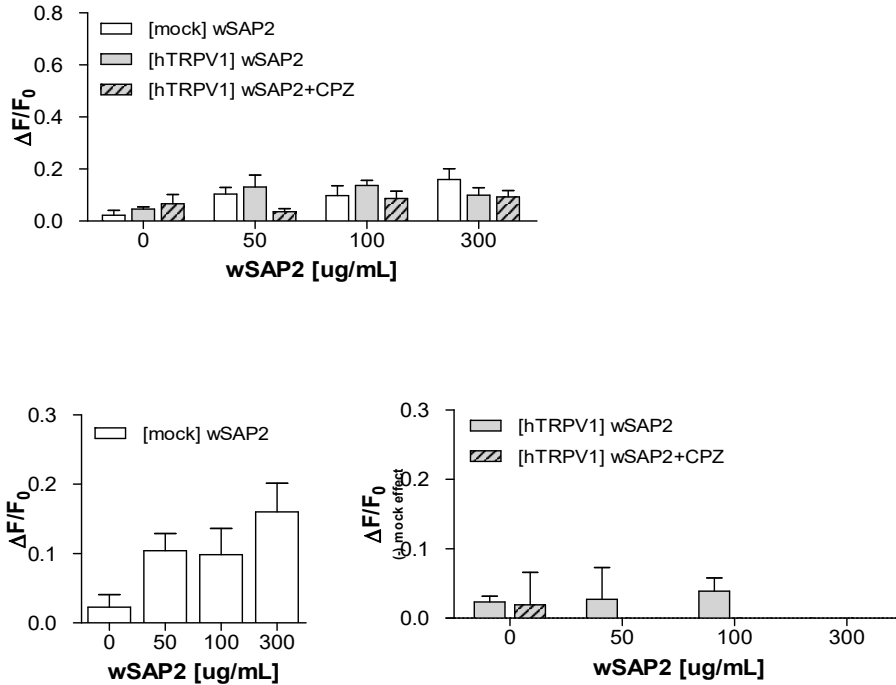 0.8
[mock] wSAP2
[hTRPV1] wSAP2
0.6
[hTRPV1] wSAP2+CPZ
ΔF/F0
0.4
0.2
0.0
0 50 100 300
wSAP2 [ug/mL]
0.3
[mock] wSAP2
0.2
ΔF/F0
0.1
0.0
0 50 100 300
wSAP2 [ug/mL]
0.3
[hTRPV1] wSAP2
[hTRPV1] wSAP2+CPZ
0.2
ΔF/F0
(-) mock effect
0.1
0.0
0 50 100 300
wSAP2 [ug/mL]